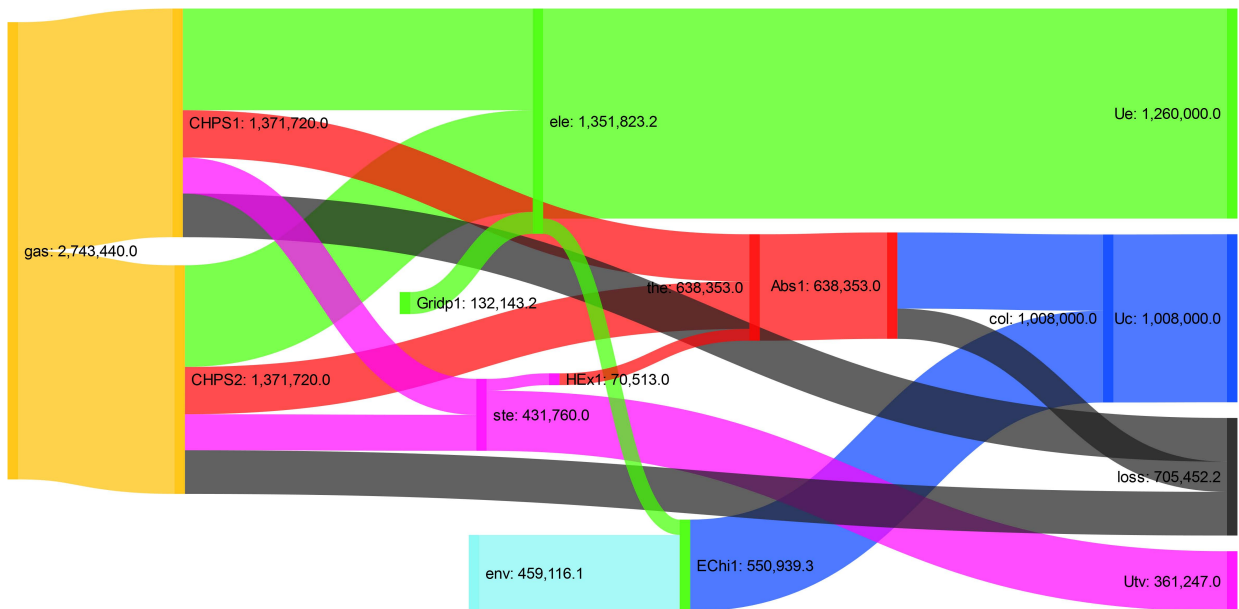 Ue: 1,260,000.0
ele: 1,351,823.2
CHPS1: 1,371,720.0
gas: 2,743,440.0
the: 638,353.0
Abs1: 638,353.0
Gridp1: 132,143.2
col: 1,008,000.0
Uc: 1,008,000.0
CHPS2: 1,371,720.0
HEx1: 70,513.0
ste: 431,760.0
loss: 705,452.2
EChi1: 550,939.3
env: 459,116.1
Utv: 361,247.0